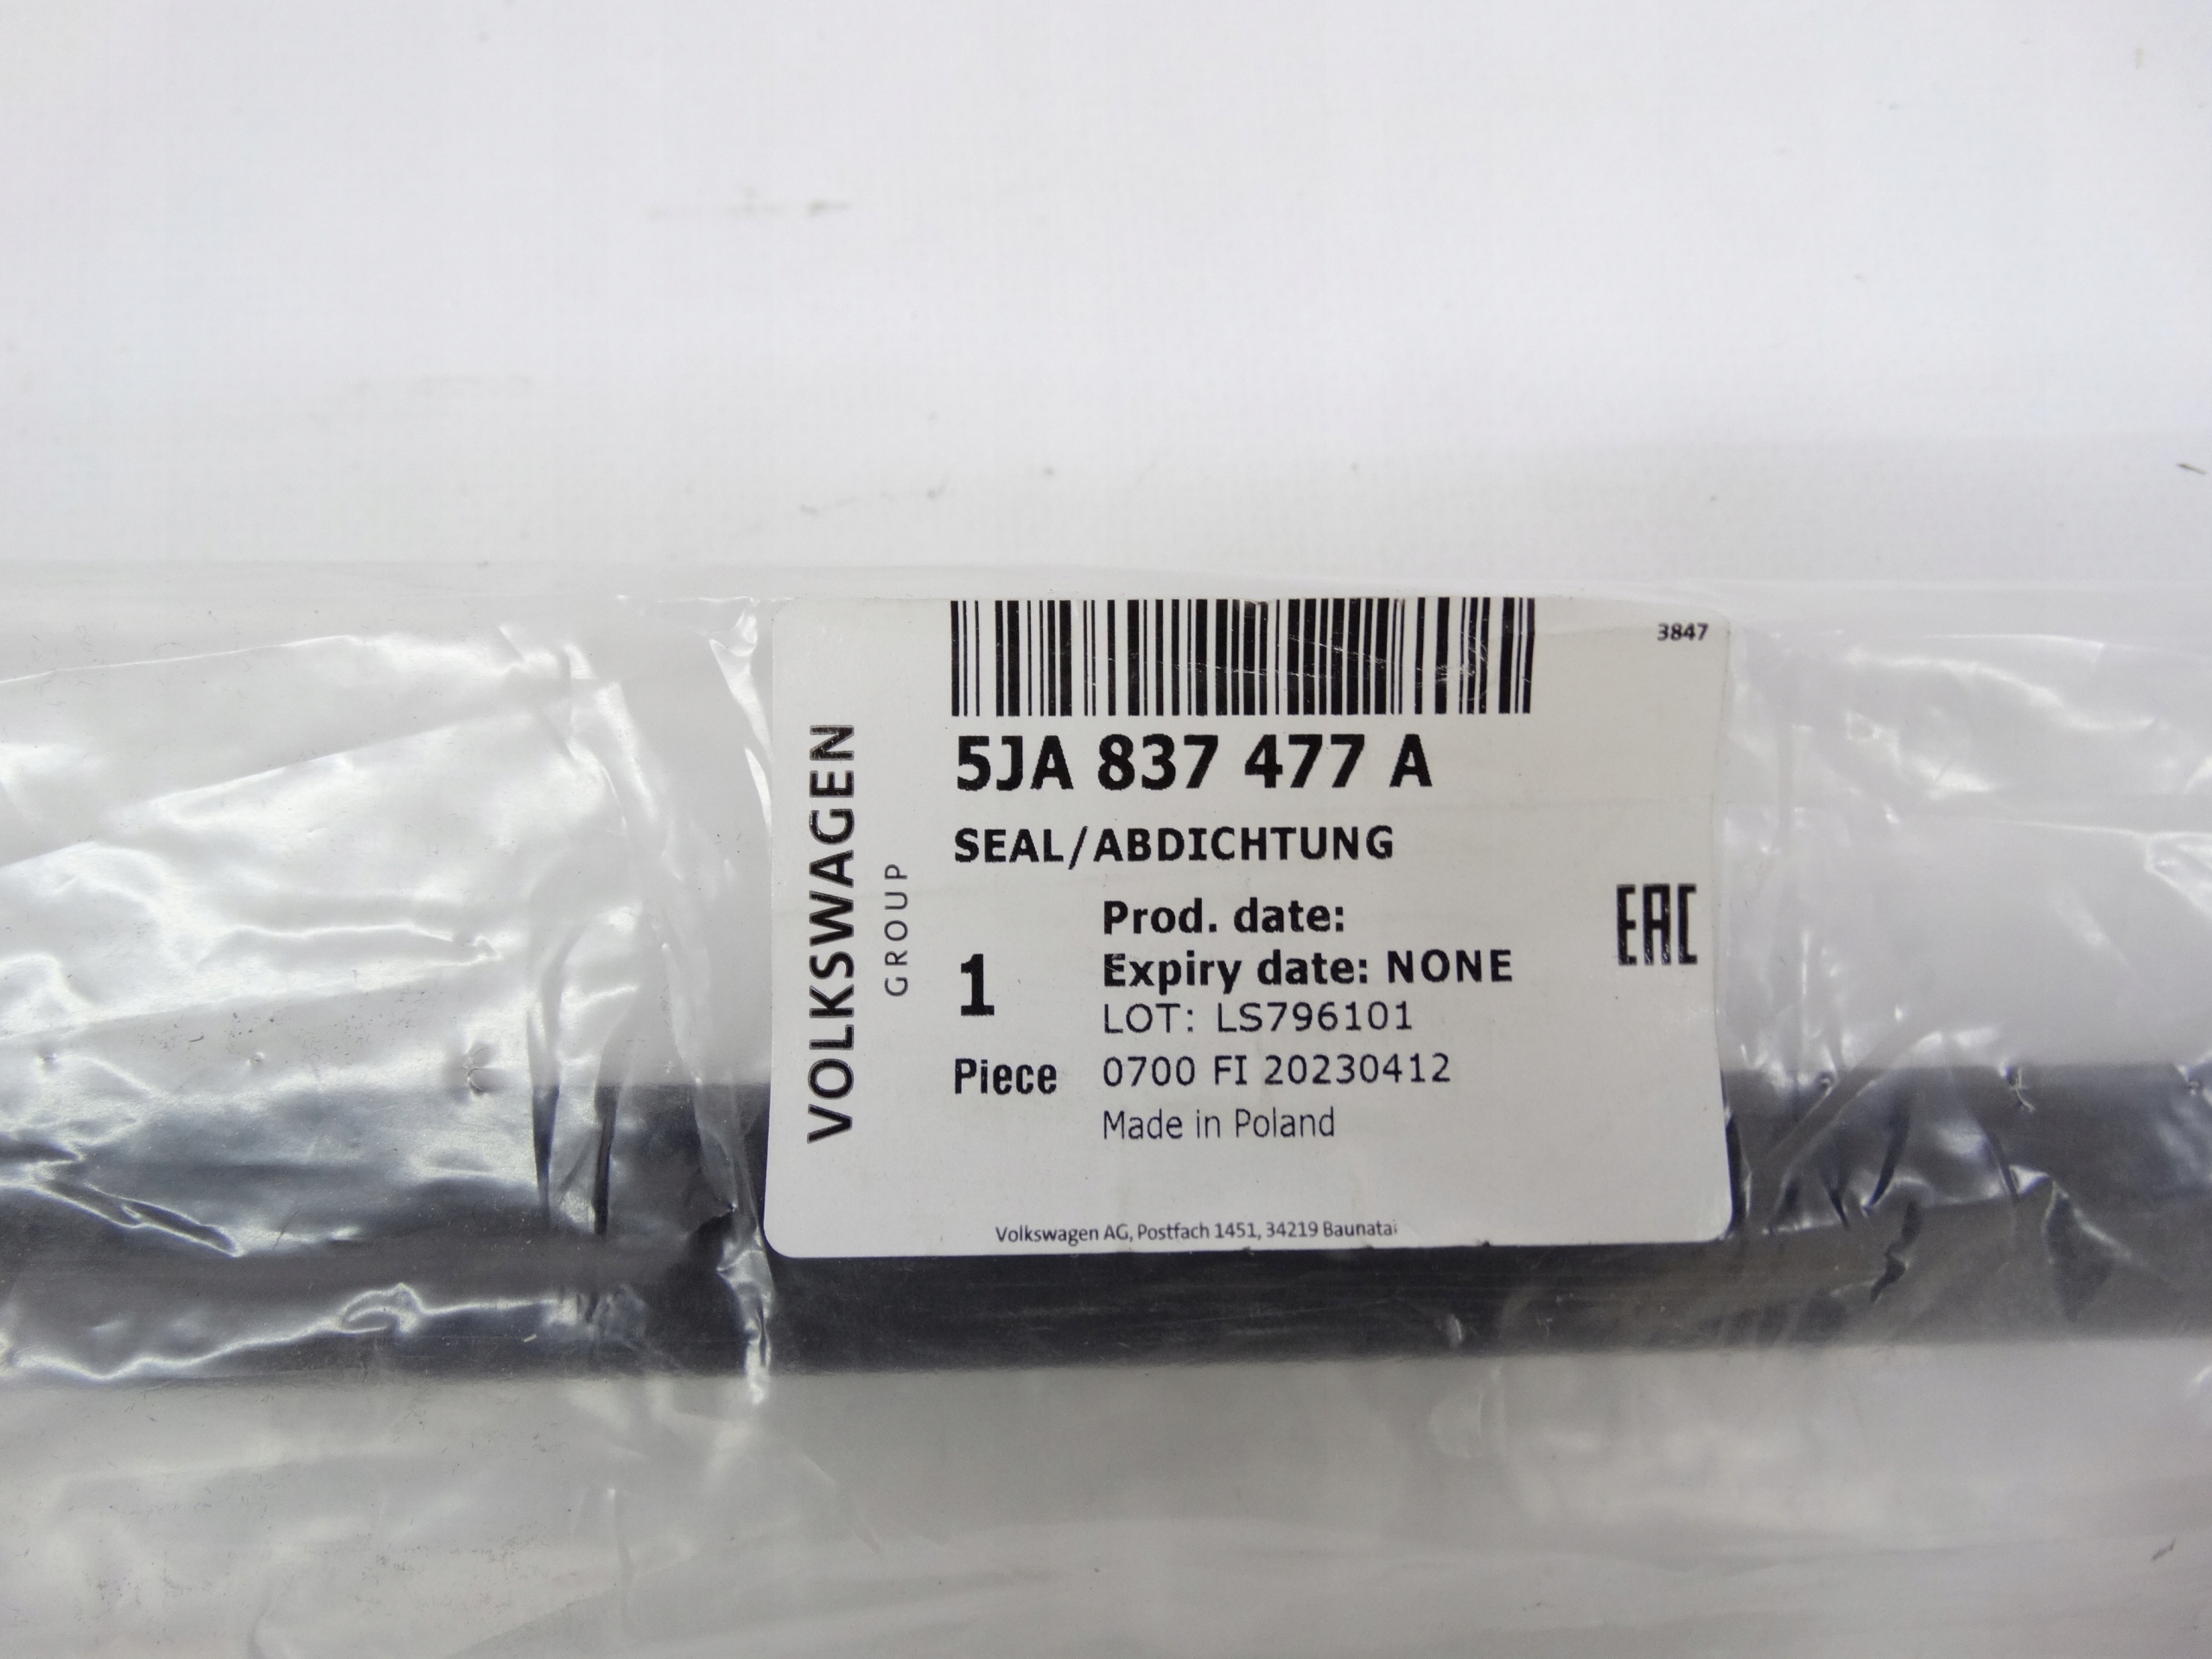 3847
VOLKSWAGEN
GROUP
5JA 837 477 A
SEAL/ABDICHTUNG
1
Piece
Prod. date:
Expiry date: NONE
LOT: LS796101
0700 FI 20230412
Made in Poland
EAC
Volkswagen AG, Postfach 1451, 34219 Baunatal